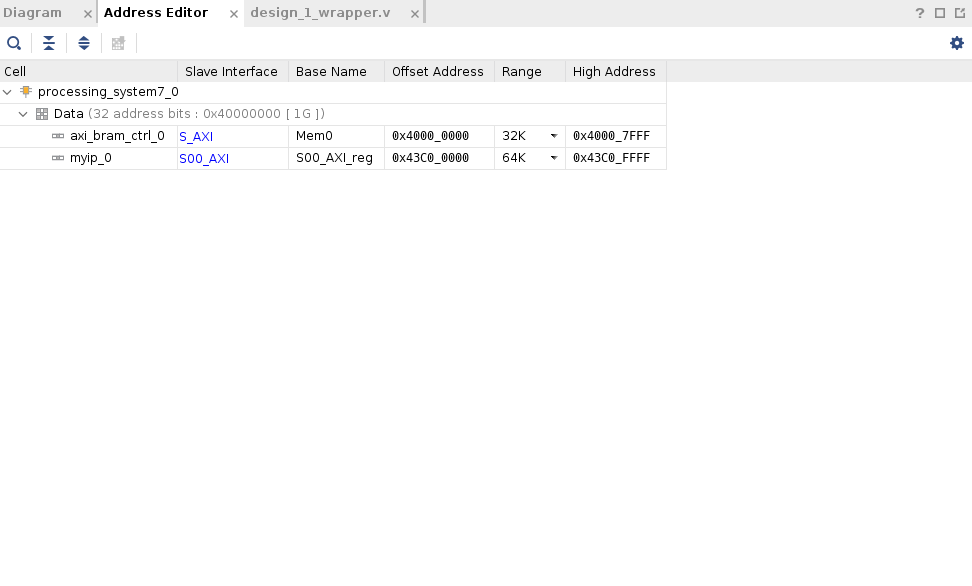 Diagram Address Editor design_1_wrapper.v ?
Cell Slave Interface Base Name Offset Address Range High Address
processing_system7_0
Data (32 address bits : 0x40000000 [ 1G ])
axi_bram_ctrl_0 S_AXI Mem0 0x4000_0000 32K 0x4000_7FFF
myip_0 S00_AXI S00_AXI_reg 0x43C0_0000 64K 0x43C0_FFFF